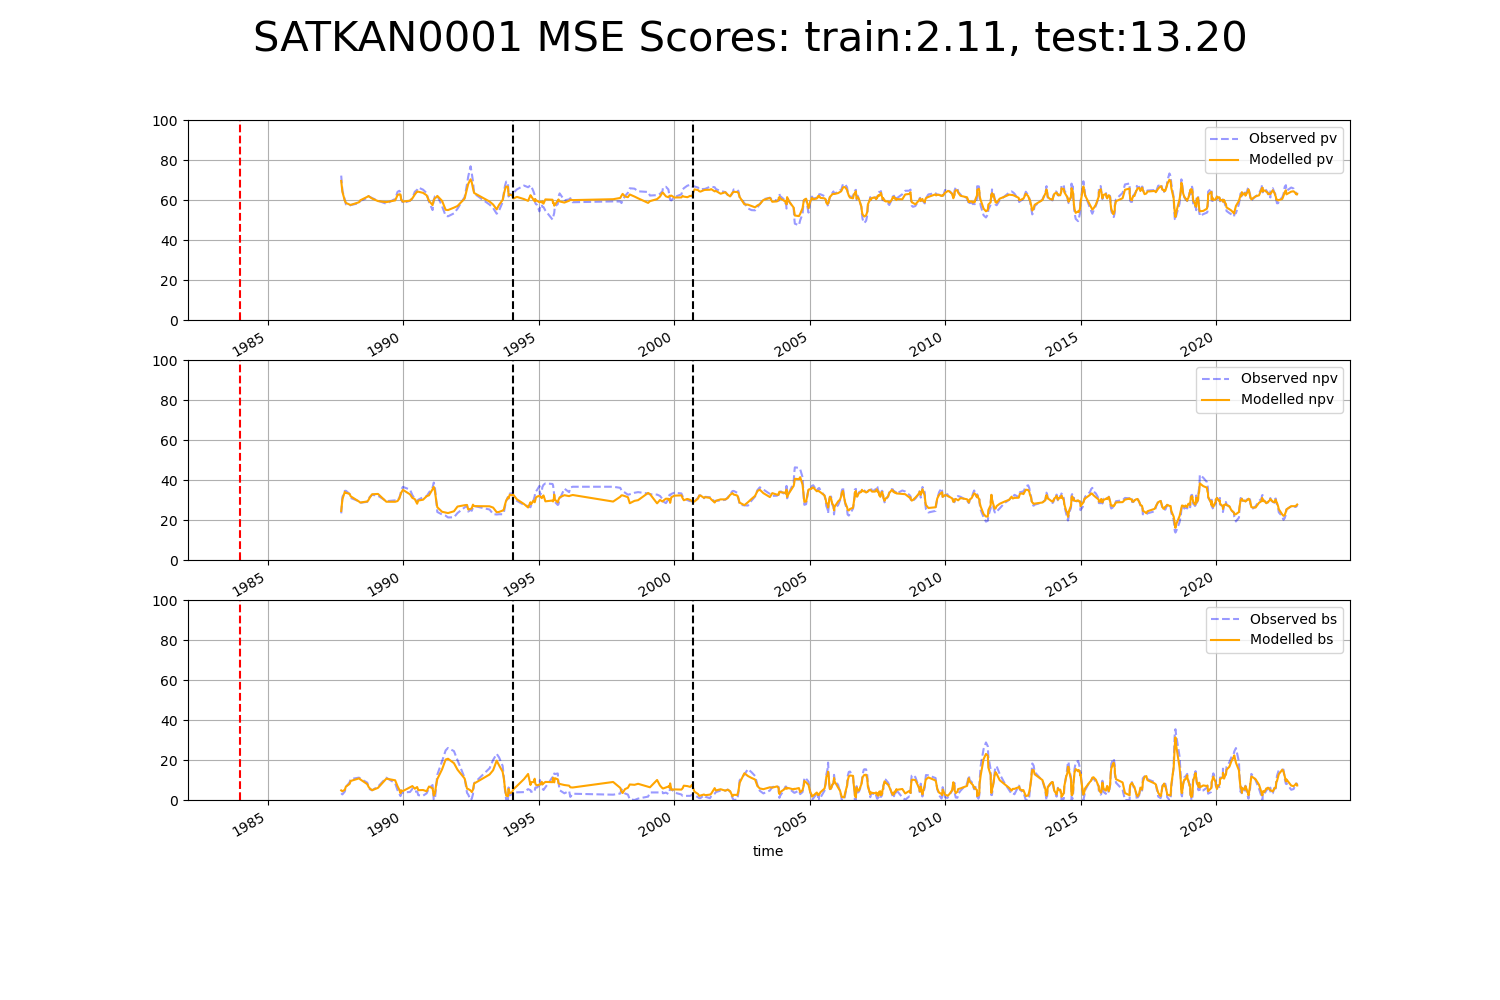 SATKAN0001 MSE Scores: train:2.11, test:13.20
100
80
60
40
20
0
Observed pv
Modelled pv
1985 1990 1995 2000 2005 2010 2015 2020
100
80
60
40
20
0
Observed npv
Modelled npv
1985 1990 1995 2000 2005 2010 2015 2020
100
80
60
40
20
0
Observed bs
Modelled bs
1985 1990 1995 2000 2005 2010 2015 2020
time